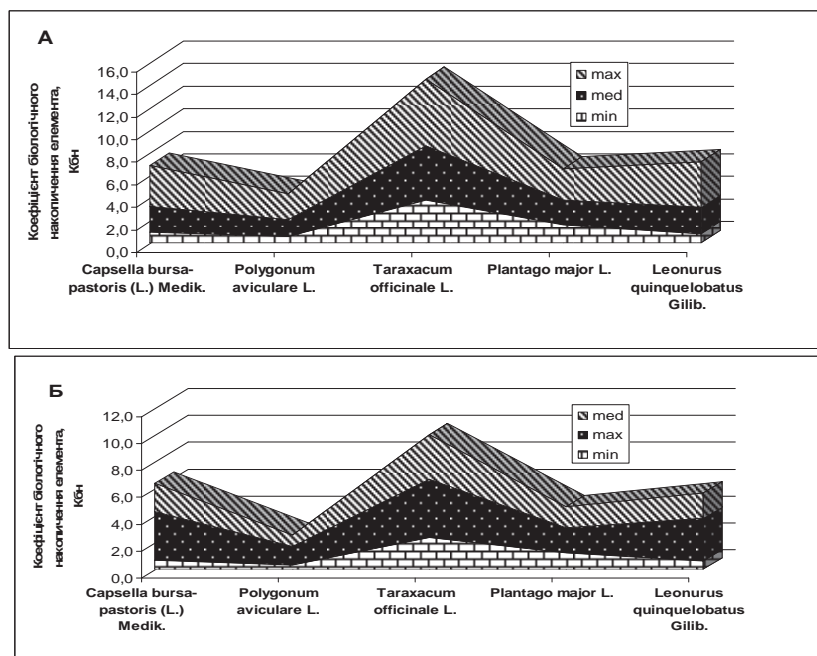 А
Коефіцієнт біологічного
накопичення елемента,
Кбн
16,0
14,0
12,0
10,0
8,0
6,0
4,0
2,0
0,0
max
med
min
Capsella bursa-
pastoris (L.) Medik.
Polygonum
aviculare L.
Taraxacum
officinale L.
Plantago major L.
Leonurus
quinquelobatus
Gilib.
Б
Коефіцієнт біологічного
накопичення елемента,
Кбн
12,0
10,0
8,0
6,0
4,0
2,0
0,0
med
max
min
Capsella bursa-
pastoris (L.)
Medik.
Polygonum
aviculare L.
Taraxacum
officinale L.
Plantago major L.
Leonurus
quinquelobatus
Gilib.